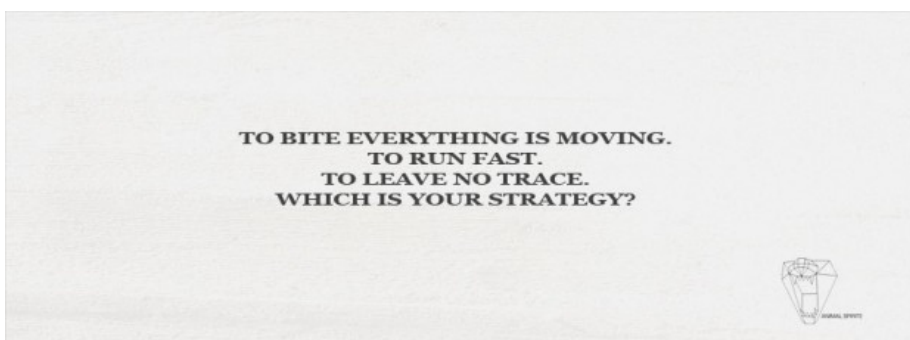 TO BITE EVERYTHING IS MOVING.
TO RUN FAST.
TO LEAVE NO TRACE.
WHICH IS YOUR STRATEGY?
ANIMAL SPIRITS